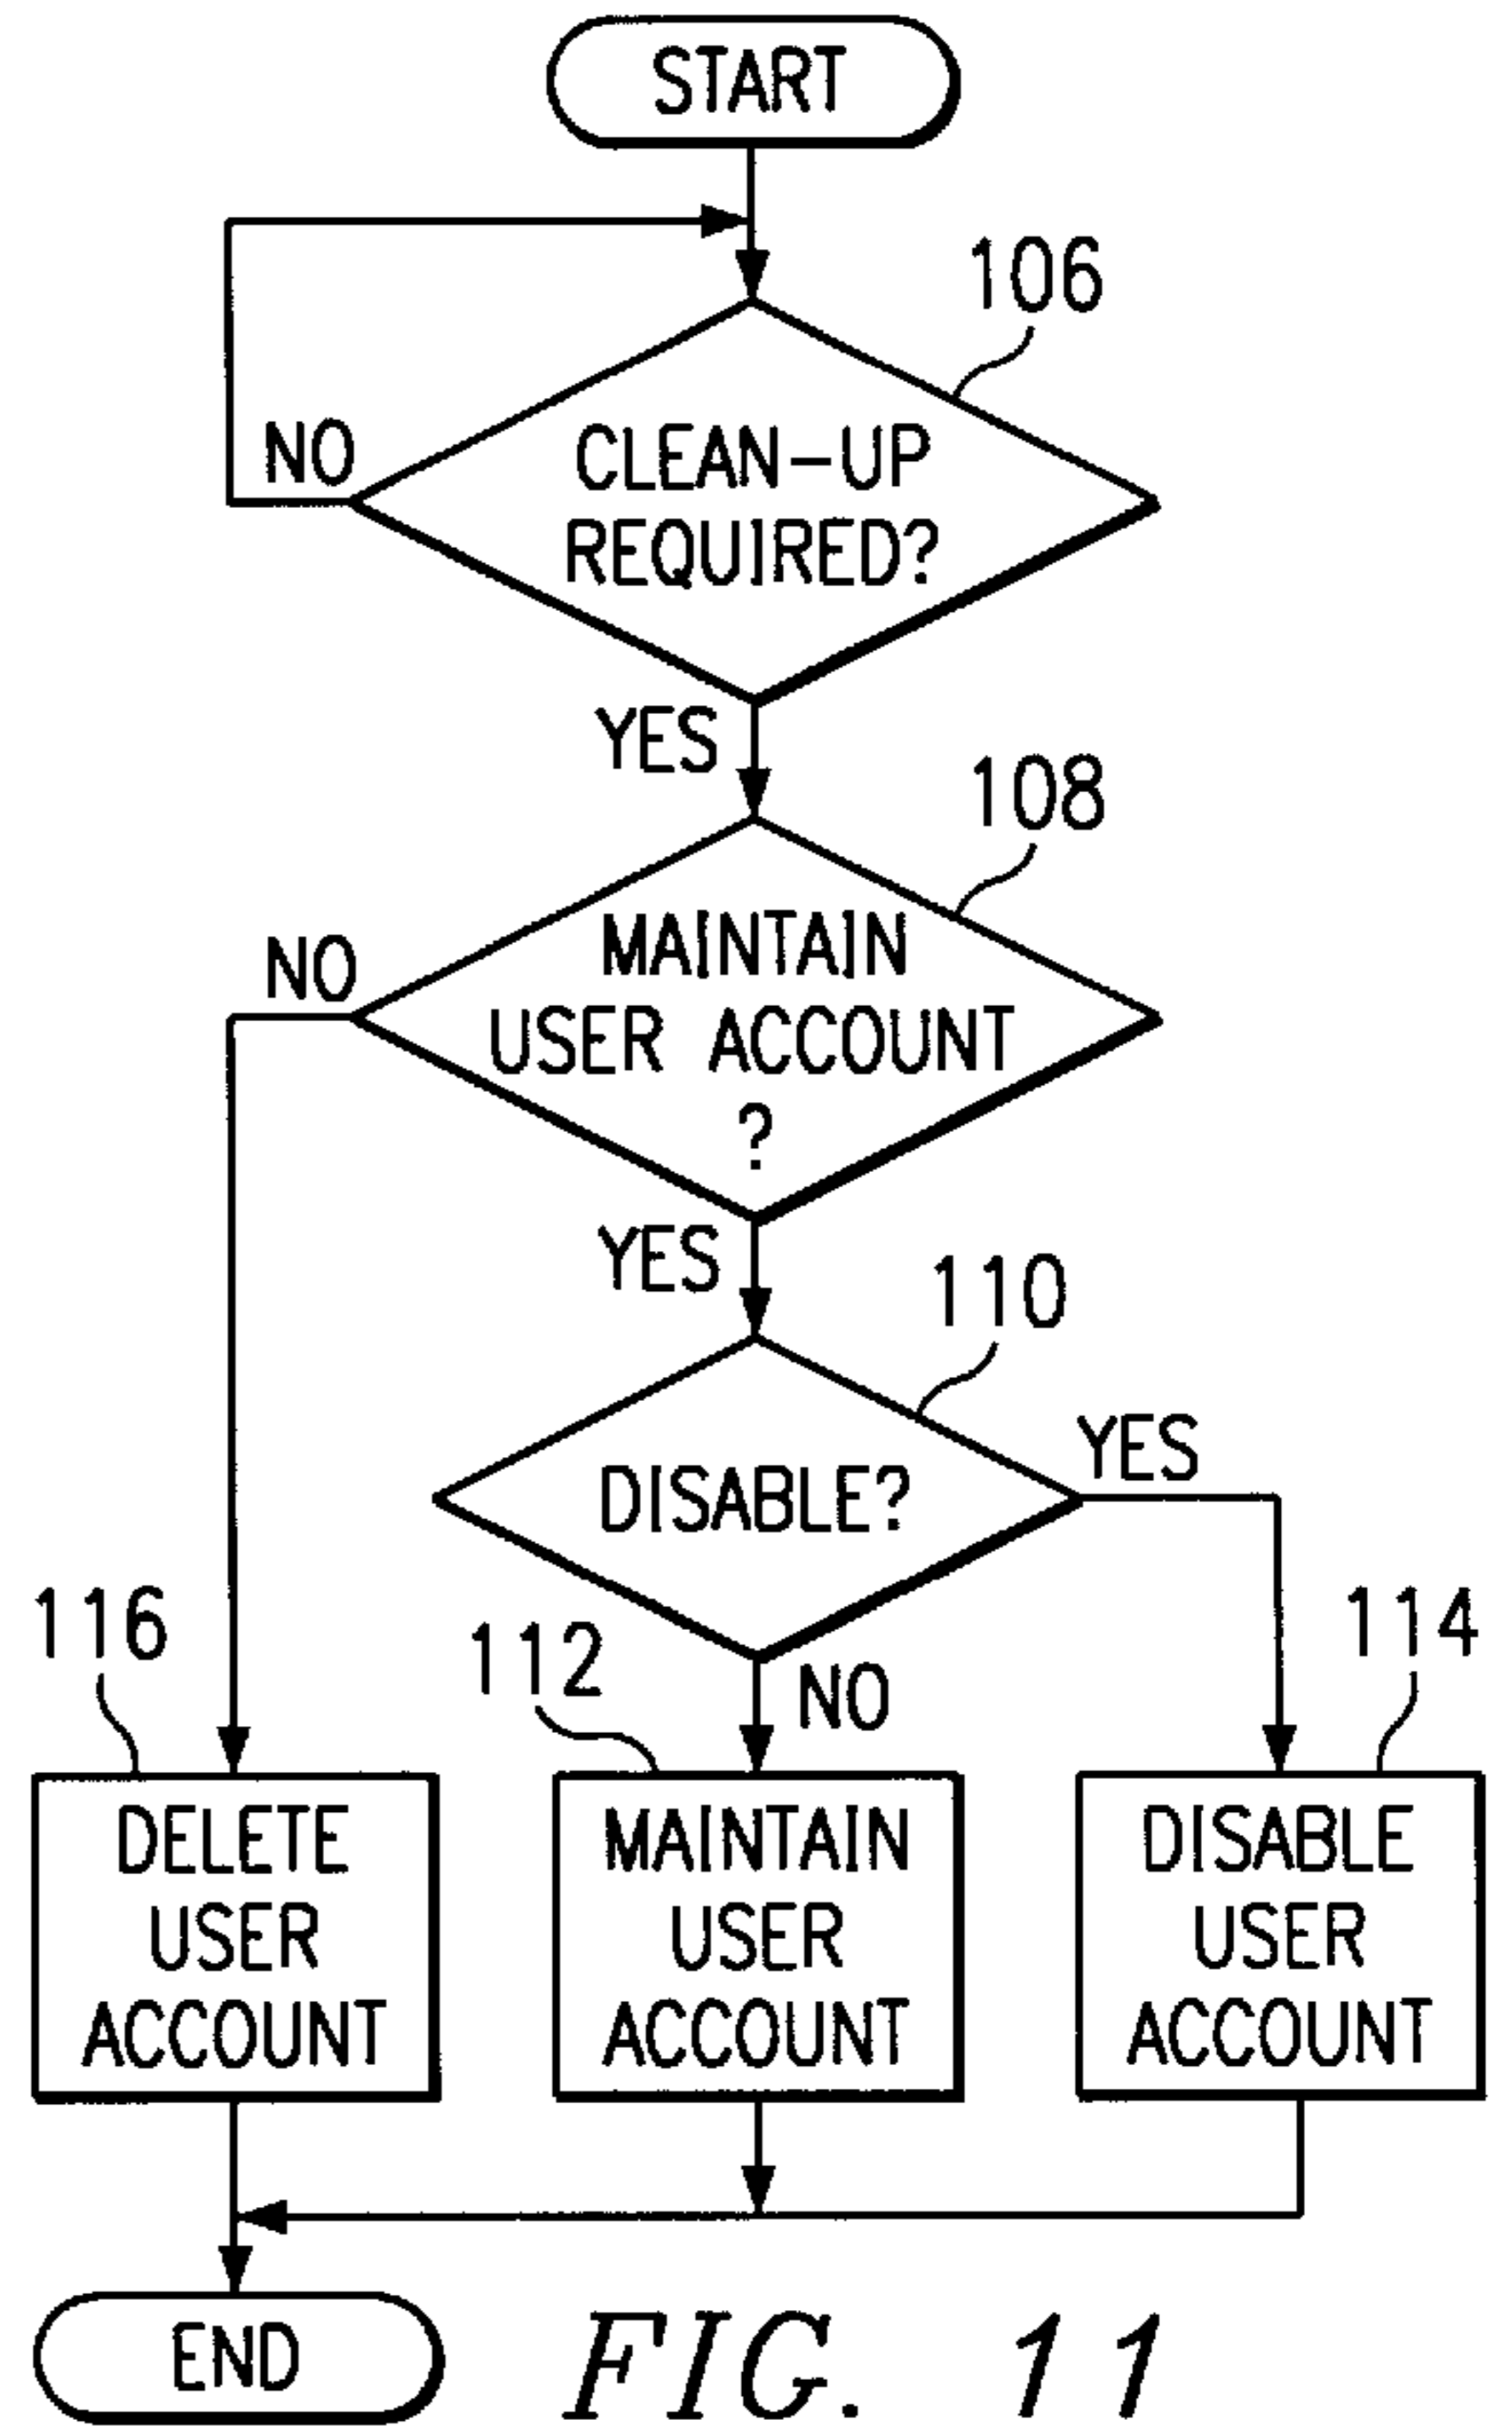 START
106
NO
CLEAN-UP
REQUIRED?
YES
108
NO
MAINTAIN
USER ACCOUNT
?
YES
110
DISABLE?
YES
116
112
NO
114
DELETE
USER
ACCOUNT
MAINTAIN
USER
ACCOUNT
DISABLE
USER
ACCOUNT
END
FIG. 11